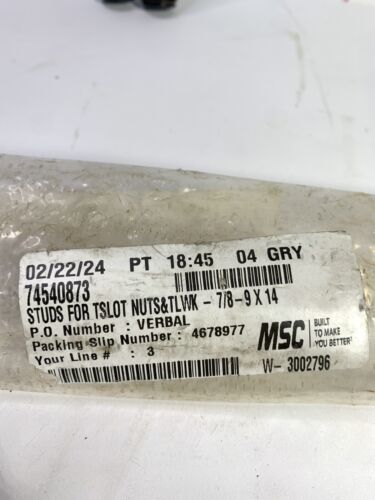 02/22/24 PT 18:45 04 GRY
74540873
STUDS FOR TSLOT NUTS&TLWK - 7/8-9 X 14
P.O. Number : VERBAL
Packing Slip Number : 4678977
Your Line # : 3
MSC
BUILT
TO MAKE
YOU BETTER
W- 3002796